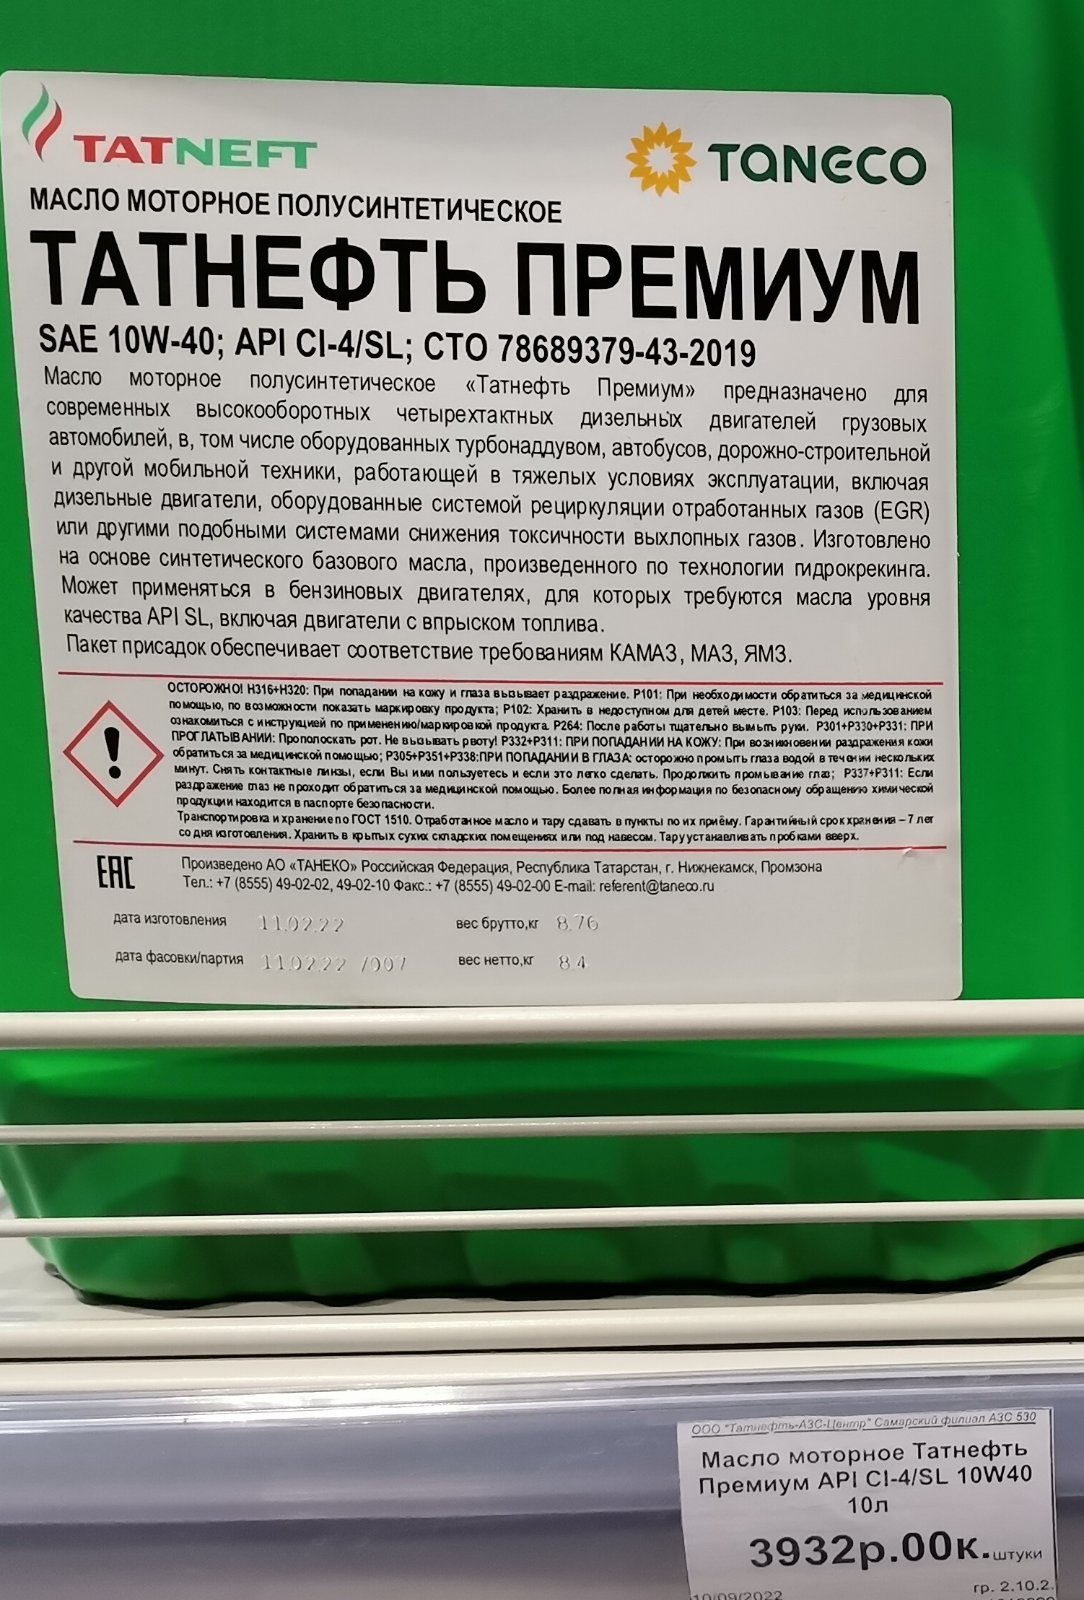 TATNEFT
TANECO
МАСЛО МОТОРНОЕ ПОЛУСИНТЕТИЧЕСКОЕ
ТАТНЕФТЬ ПРЕМИУМ
SAE 10W-40; API CI-4/SL; СТО 78689379-43-2019
Масло моторное полусинтетическое «Татнефть Премиум» предназначено для
современных высокооборотных четырехтактных дизельных двигателей грузовых
автомобилей, в, том числе оборудованных турбонаддувом, автобусов, дорожно-строительной
и другой мобильной техники, работающей в тяжелых условиях эксплуатации, включая
дизельные двигатели, оборудованные системой рециркуляции отработанных газов (EGR)
или другими подобными системами снижения токсичности выхлопных газов. Изготовлено
на основе синтетического базового масла, произведенного по технологии гидрокрекинга.
Может применяться в бензиновых двигателях, для которых требуются масла уровня
качества API SL, включая двигатели с впрыском топлива.
Пакет присадок обеспечивает соответствие требованиям КАМАЗ, МАЗ, ЯМЗ.
ОСТОРОЖНО! H316+H320: При попадании на кожу и глаза вызывает раздражение. P101: При необходимости обратиться за медицинской
помощью, по возможности показать маркировку продукта; P102: Хранить в недоступном для детей месте. P103: Перед использованием
ознакомиться с инструкцией по применению/маркировкой продукта. P264: После работы тщательно вымыть руки. P301+P330+P331: ПРИ
ПРОГЛАТЫВАНИИ: Прополоскать рот. Не вызывать рвоту! P332+P311: ПРИ ПОПАДАНИИ НА КОЖУ: При возникновении раздражения кожи
обратиться за медицинской помощью; P305+P351+P338:ПРИ ПОПАДАНИИ В ГЛАЗА: осторожно промыть глаза водой в течении нескольких
минут. Снять контактные линзы, если Вы ими пользуетесь и если это легко сделать. Продолжить промывание глаз; P337+P311: Если
раздражение глаз не проходит обратиться за медицинской помощью. Более полная информация по безопасному обращению химической
продукции находится в паспорте безопасности.
Транспортировка и хранение по ГОСТ 1510. Отработанное масло и тару сдавать в пункты по их приёму. Гарантийный срок хранения – 7 лет
со дня изготовления. Хранить в крытых сухих складских помещениях или под навесом. Тару устанавливать пробками вверх.
EAC
Произведено АО «ТАНЕКО» Российская Федерация, Республика Татарстан, г. Нижнекамск, Промзона
Тел.: +7 (8555) 49-02-02, 49-02-10 Факс.: +7 (8555) 49-02-00 E-mail: referent@taneco.ru
дата изготовления 11.02.22 вес брутто,кг 8.76
дата фасовки/партия 11.02.22 /007 вес нетто,кг 8.4
ООО "Татнефть-АЗС-Центр" Самарский филиал АЗС 530
Масло моторное Татнефть
Премиум API CI-4/SL 10W40
10л
3932р.00к.штуки
10/09/2022 гр. 2.10.2.